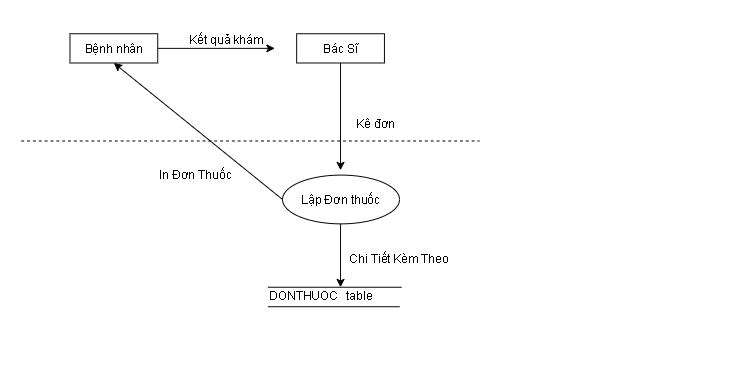 Kết quả khám
Bệnh nhân
Bác Sĩ
Kê đơn
In Đơn Thuốc
Lập Đơn thuốc
Chi Tiết Kèm Theo
DONTHUOC table